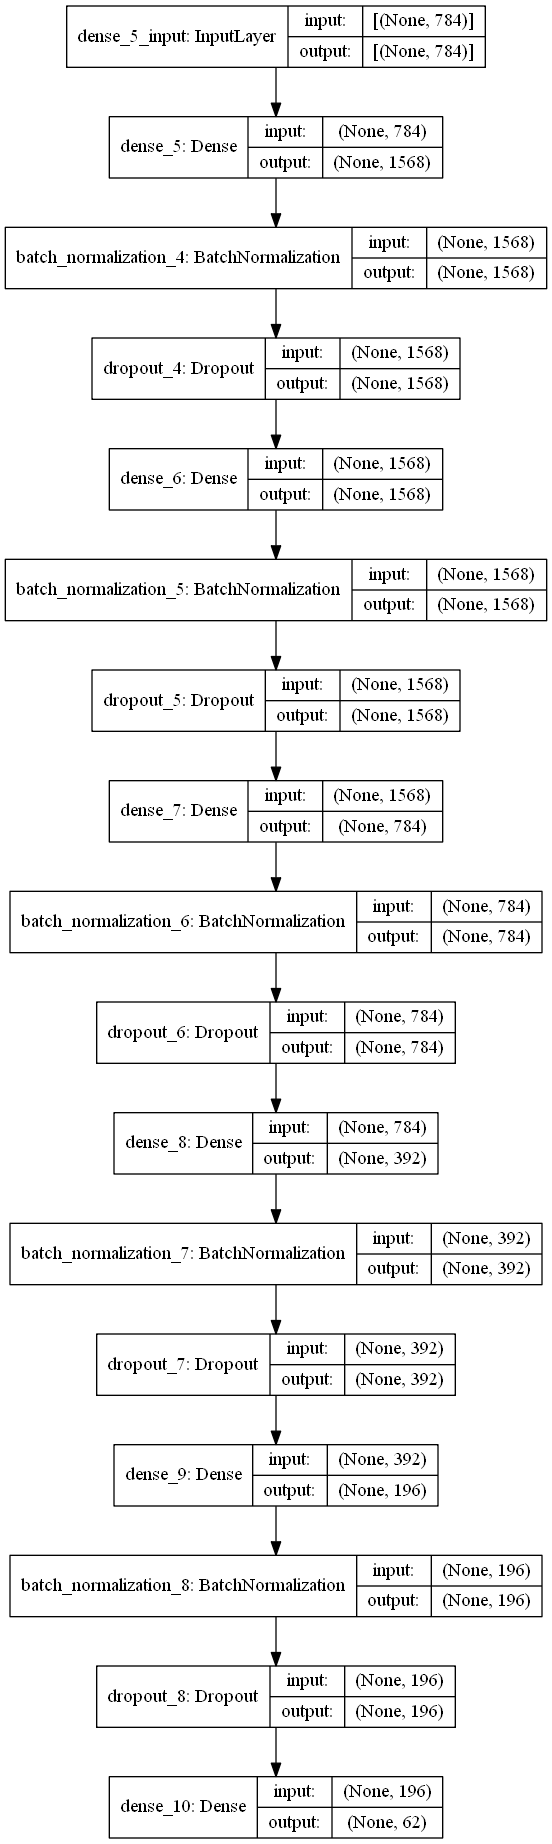 dense_5_input: InputLayer
input: [(None, 784)]
output: [(None, 784)]
dense_5: Dense
input: (None, 784)
output: (None, 1568)
batch_normalization_4: BatchNormalization
input: (None, 1568)
output: (None, 1568)
dropout_4: Dropout
input: (None, 1568)
output: (None, 1568)
dense_6: Dense
input: (None, 1568)
output: (None, 1568)
batch_normalization_5: BatchNormalization
input: (None, 1568)
output: (None, 1568)
dropout_5: Dropout
input: (None, 1568)
output: (None, 1568)
dense_7: Dense
input: (None, 1568)
output: (None, 784)
batch_normalization_6: BatchNormalization
input: (None, 784)
output: (None, 784)
dropout_6: Dropout
input: (None, 784)
output: (None, 784)
dense_8: Dense
input: (None, 784)
output: (None, 392)
batch_normalization_7: BatchNormalization
input: (None, 392)
output: (None, 392)
dropout_7: Dropout
input: (None, 392)
output: (None, 392)
dense_9: Dense
input: (None, 392)
output: (None, 196)
batch_normalization_8: BatchNormalization
input: (None, 196)
output: (None, 196)
dropout_8: Dropout
input: (None, 196)
output: (None, 196)
dense_10: Dense
input: (None, 196)
output: (None, 62)